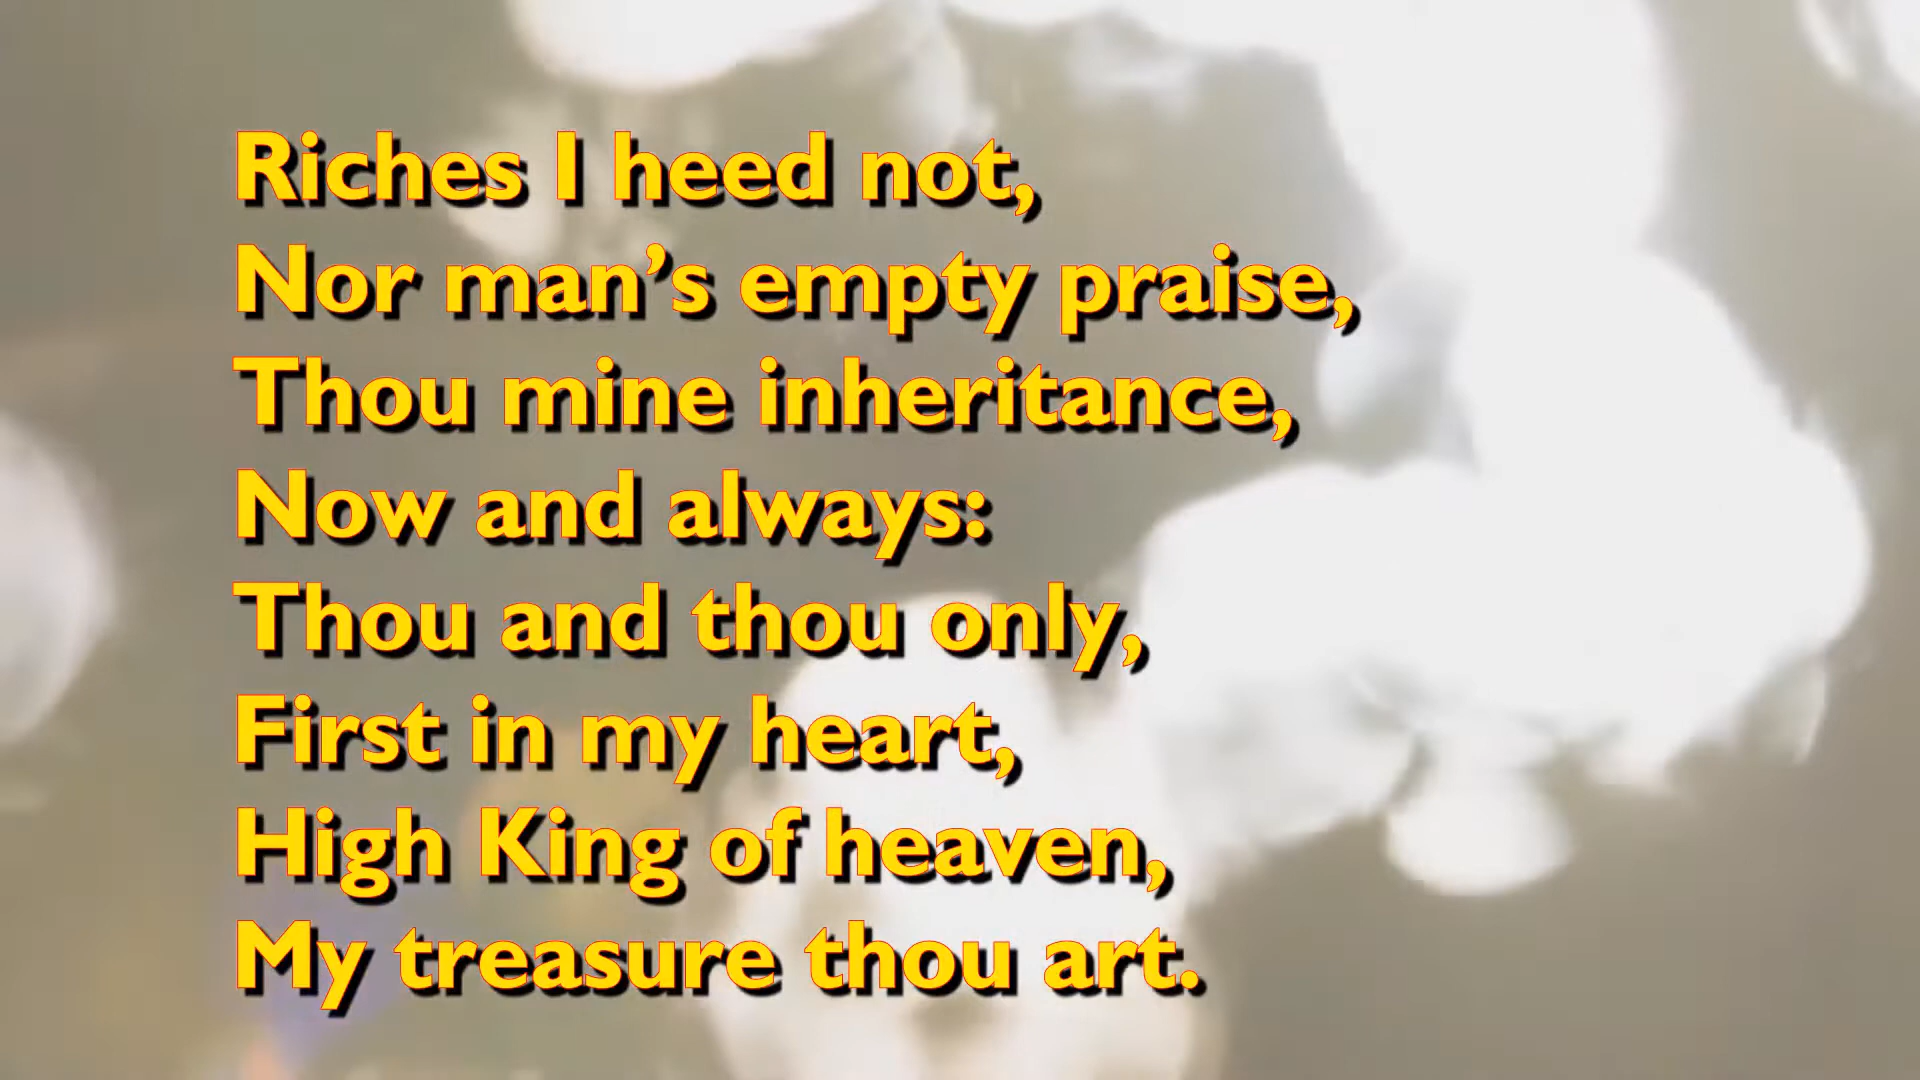 Riches I heed not,
Nor man’s empty praise,
Thou mine inheritance,
Now and always:
Thou and thou only,
First in my heart,
High King of heaven,
My treasure thou art.